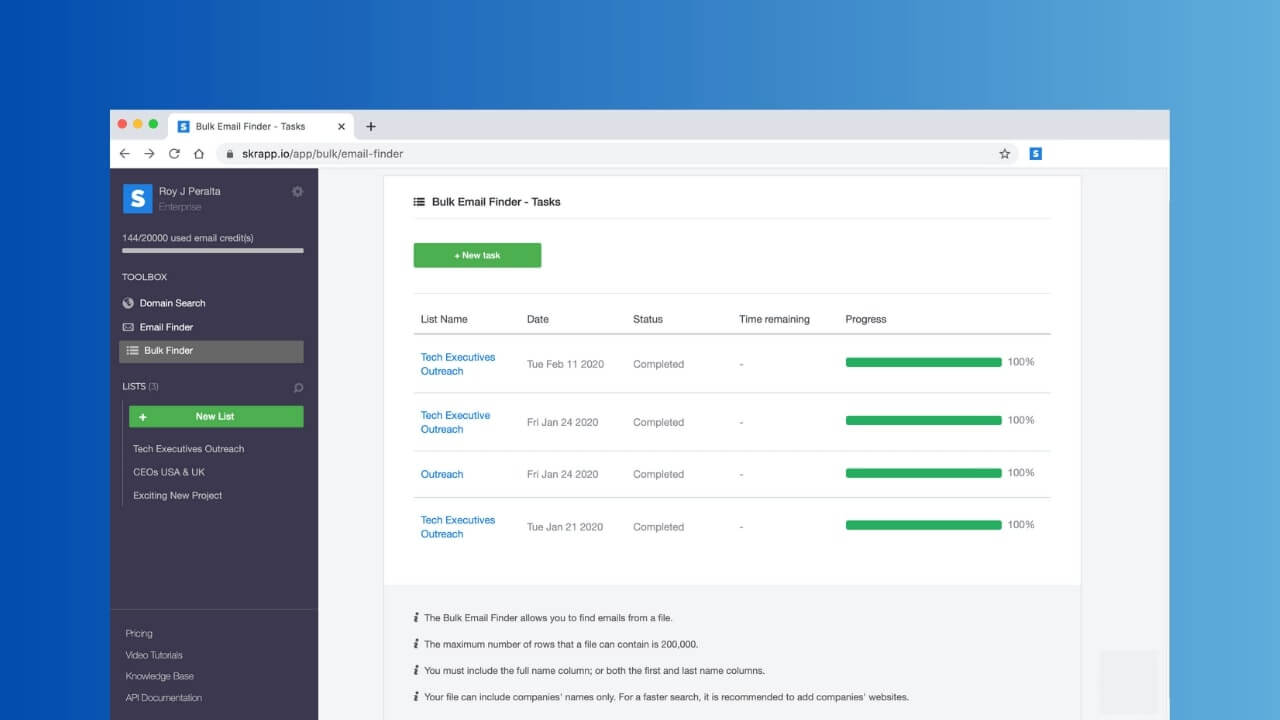 S Bulk Email Finder - Tasks
skrapp.io/app/bulk/email-finder S
S Roy J Peralta
Enterprise
144/20000 used email credit(s)
TOOLBOX
Domain Search
Email Finder
Bulk Finder
LISTS (3)
+ New List
Tech Executives Outreach
CEOs USA & UK
Exciting New Project
Pricing
Video Tutorials
Knowledge Base
API Documentation
Bulk Email Finder - Tasks
+ New task
List Name Date Status Time remaining Progress
Tech Executives
Outreach
Tue Feb 11 2020 Completed - 100%
Tech Executive
Outreach
Fri Jan 24 2020 Completed - 100%
Outreach Fri Jan 24 2020 Completed - 100%
Tech Executives
Outreach
Tue Jan 21 2020 Completed - 100%
i The Bulk Email Finder allows you to find emails from a file.
i The maximum number of rows that a file can contain is 200,000.
i You must include the full name column; or both the first and last name columns.
i Your file can include companies' names only. For a faster search, it is recommended to add companies' websites.